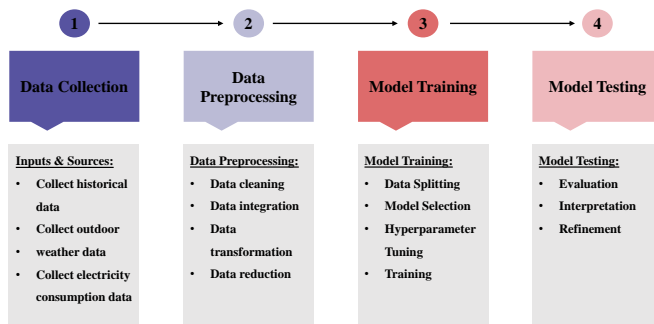 1
2
3
4
Data Collection
Data
Preprocessing
Model Training
Model Testing
Inputs & Sources:
• Collect historical
data
• Collect outdoor
• weather data
• Collect electricity
consumption data
Data Preprocessing:
• Data cleaning
• Data integration
• Data
transformation
• Data reduction
Model Training:
• Data Splitting
• Model Selection
• Hyperparameter
Tuning
• Training
Model Testing:
• Evaluation
• Interpretation
• Refinement